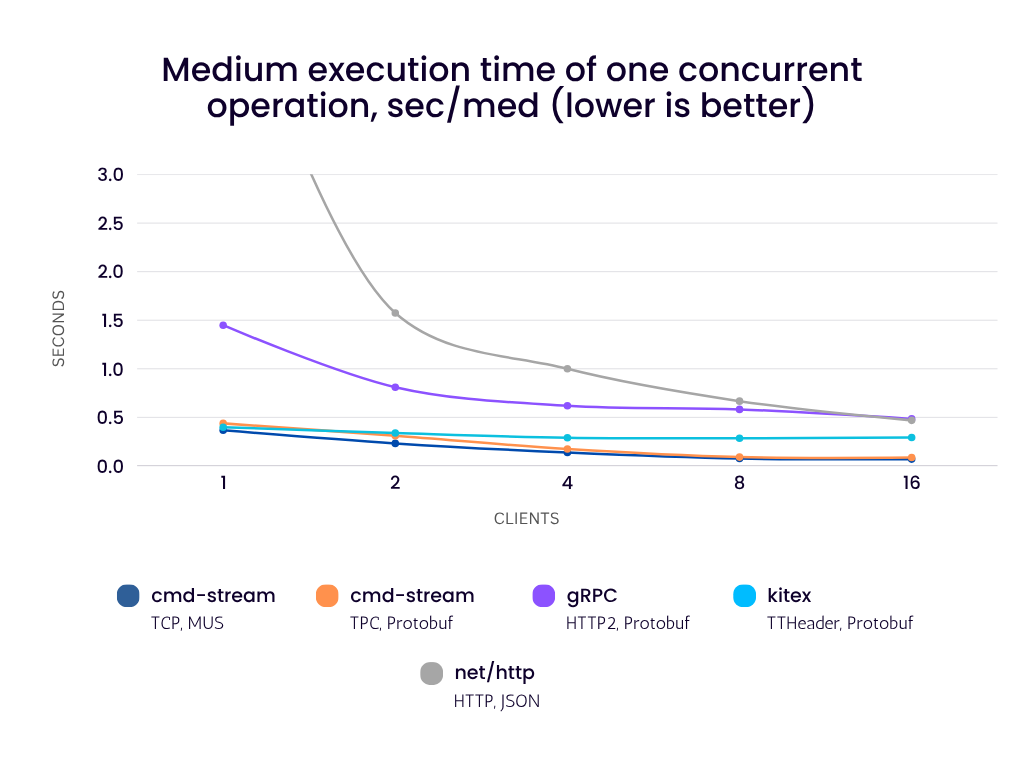 Medium execution time of one concurrent
operation, sec/med (lower is better)
3.0
2.5
2.0
1.5
1.0
0.5
0.0
SECONDS
1 2 4 8 16
CLIENTS
cmd-stream cmd-stream gRPC kitex
TCP, MUS TPC, Protobuf HTTP2, Protobuf TTHeader, Protobuf
net/http
HTTP, JSON